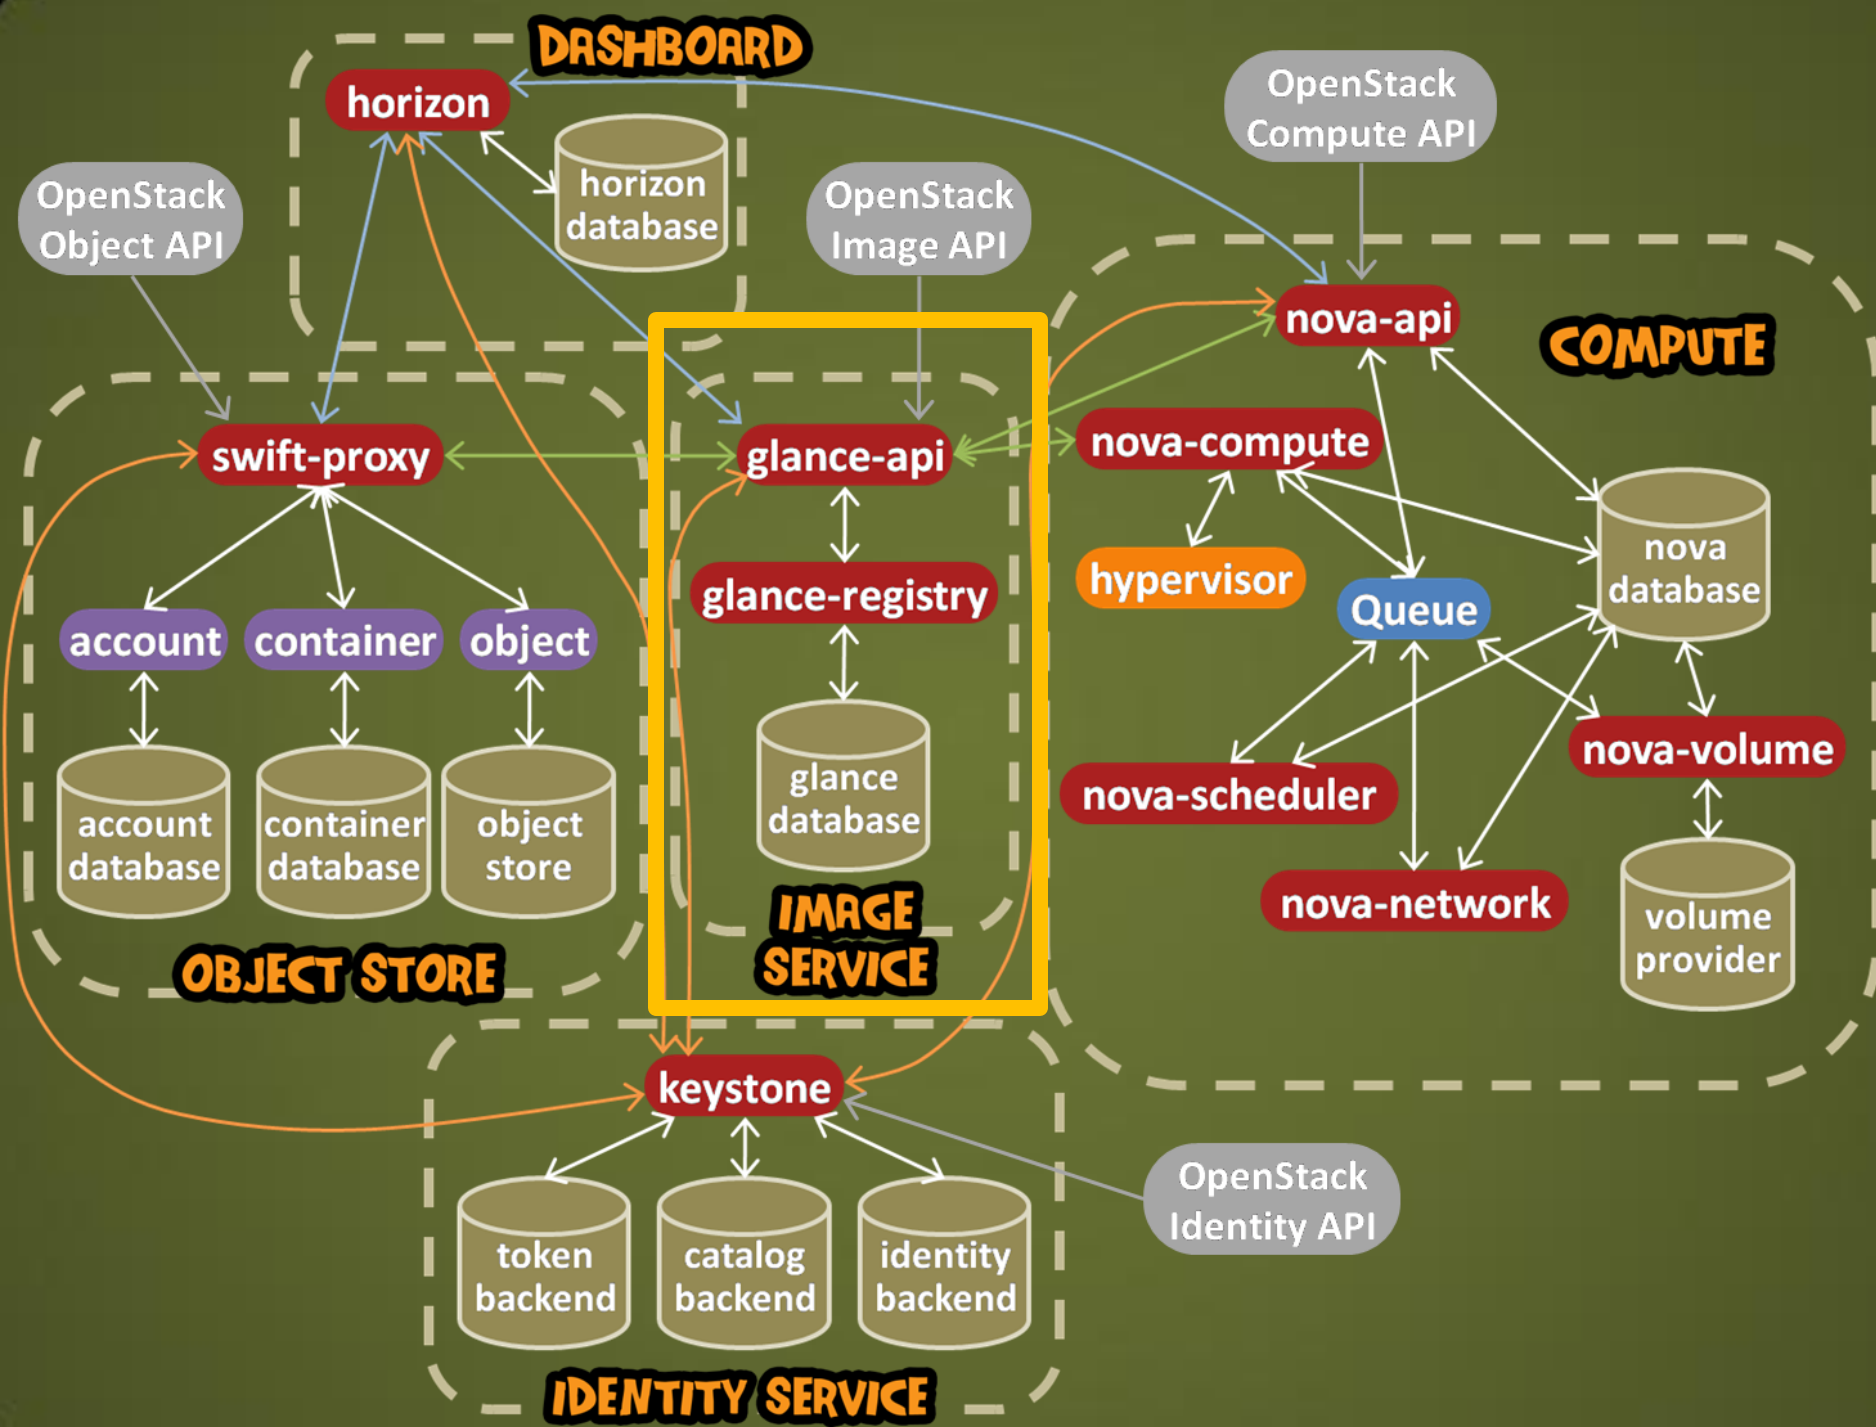 DASHBOARD
horizon
horizon
database
OpenStack
Compute API
OpenStack
Object API
OpenStack
Image API
nova-api
COMPUTE
swift-proxy
glance-api
nova-compute
hypervisor
Queue
nova
database
glance-registry
account
container
object
glance
database
nova-scheduler
nova-volume
nova-network
volume
provider
account
database
container
database
object
store
OBJECT STORE
IMAGE
SERVICE
keystone
OpenStack
Identity API
token
backend
catalog
backend
identity
backend
IDENTITY SERVICE